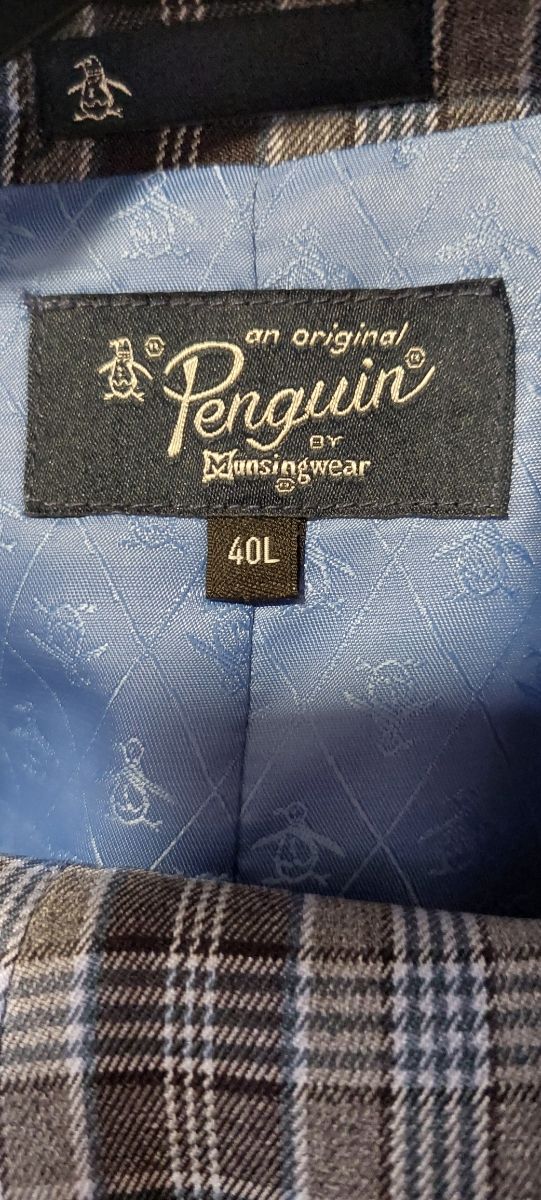 an original
Penguin
BY
Munsingwear
40L